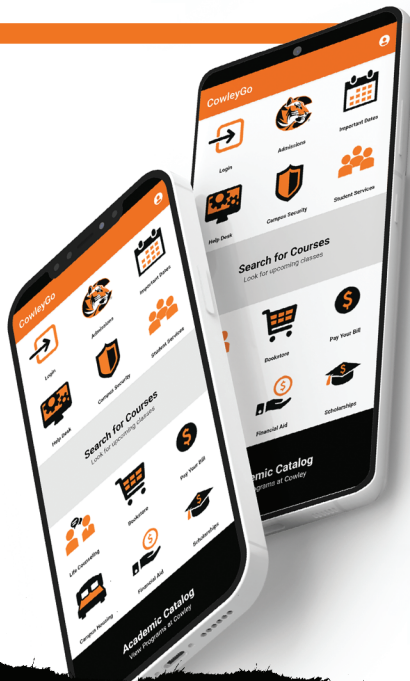 CowleyGo
Login
Admissions
Important Dates
Help Desk
Campus Security
Student Services
Search for Courses
Look for upcoming classes
Bookstore
Pay Your Bill
Financial Aid
Scholarships
emic Catalog
rograms at Cowley
CowleyGo
Login
Admissions
Important Dates
Help Desk
Campus Security
Student Services
Search for Courses
Look for upcoming classes
Life Counseling
Bookstore
Pay Your Bill
Campus Housing
Financial Aid
Scholarships
Academic Catalog
View Programs at Cowley